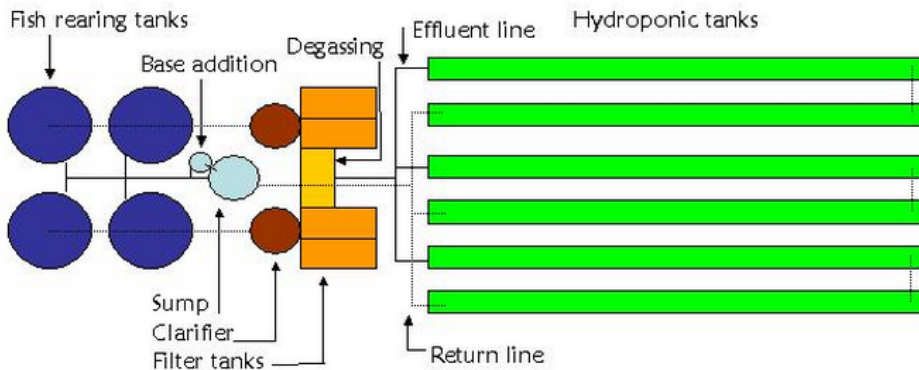 Fish rearing tanks
Effluent line
Hydroponic tanks
Degassing
Base addition
Sump
Clarifier
Filter tanks
Return line